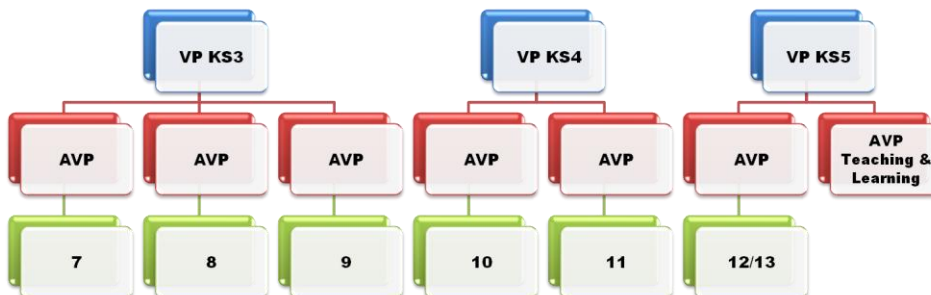 VP KS3
VP KS4
VP KS5
AVP
AVP
AVP
AVP
AVP
AVP
AVP
Teaching &
Learning
7
8
9
10
11
12/13